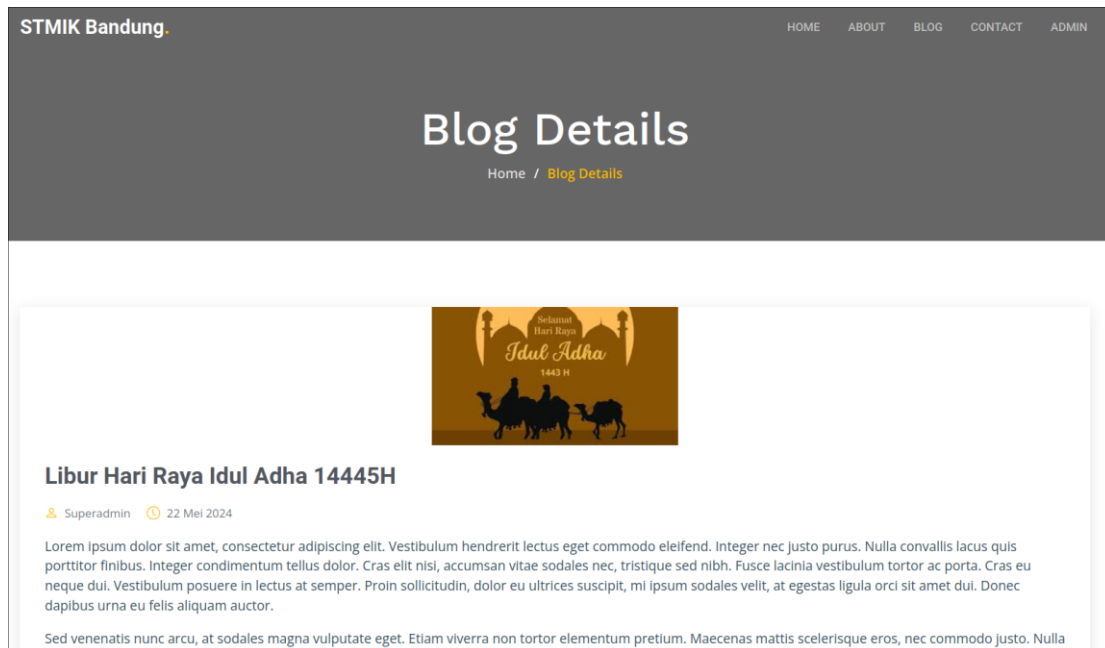 STMIK Bandung.
HOME ABOUT BLOG CONTACT ADMIN
Blog Details
Home / Blog Details
Selamat
Hari Raya
Idul Adha
1443 H
Libur Hari Raya Idul Adha 14445H
Superadmin 22 Mei 2024
Lorem ipsum dolor sit amet, consectetur adipiscing elit. Vestibulum hendrerit lectus eget commodo eleifend. Integer nec justo purus. Nulla convallis lacus quis
porttitor finibus. Integer condimentum tellus dolor. Cras elit nisi, accumsan vitae sodales nec, tristique sed nibh. Fusce lacinia vestibulum tortor ac porta. Cras eu
neque dui. Vestibulum posuere in lectus at semper. Proin sollicitudin, dolor eu ultrices suscipit, mi ipsum sodales velit, at egestas ligula orci sit amet dui. Donec
dapibus urna eu felis aliquam auctor.
Sed venenatis nunc arcu, at sodales magna vulputate eget. Etiam viverra non tortor elementum pretium. Maecenas mattis scelerisque eros, nec commodo justo. Nulla